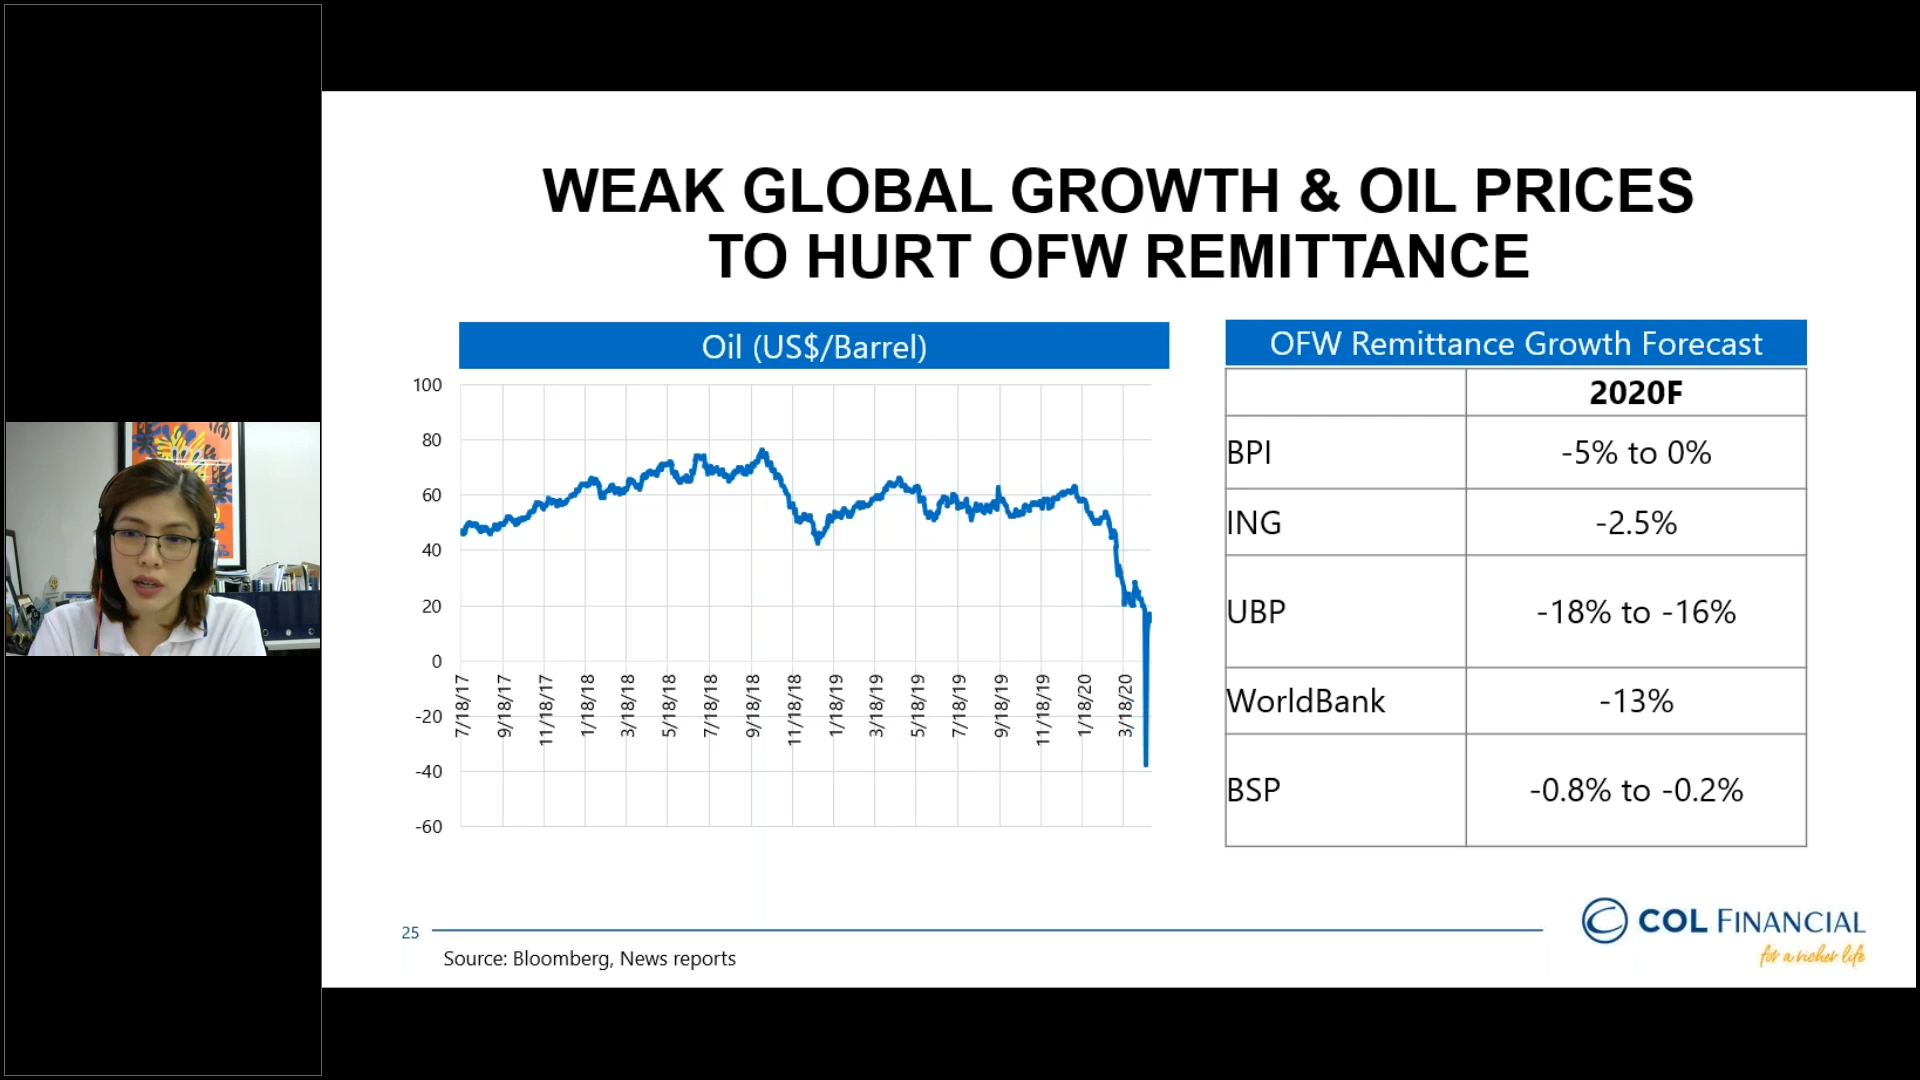 WEAK GLOBAL GROWTH & OIL PRICES
TO HURT OFW REMITTANCE
Oil (US$/Barrel)
100
80
60
40
20
0
-20
-40
-60
7/18/17
9/18/17
11/18/17
1/18/18
3/18/18
5/18/18
7/18/18
9/18/18
11/18/18
1/18/19
3/18/19
5/18/19
7/18/19
9/18/19
11/18/19
1/18/20
3/18/20
OFW Remittance Growth Forecast
2020F
BPI -5% to 0%
ING -2.5%
UBP -18% to -16%
WorldBank -13%
BSP -0.8% to -0.2%
25
Source: Bloomberg, News reports
COL FINANCIAL
for a richer life